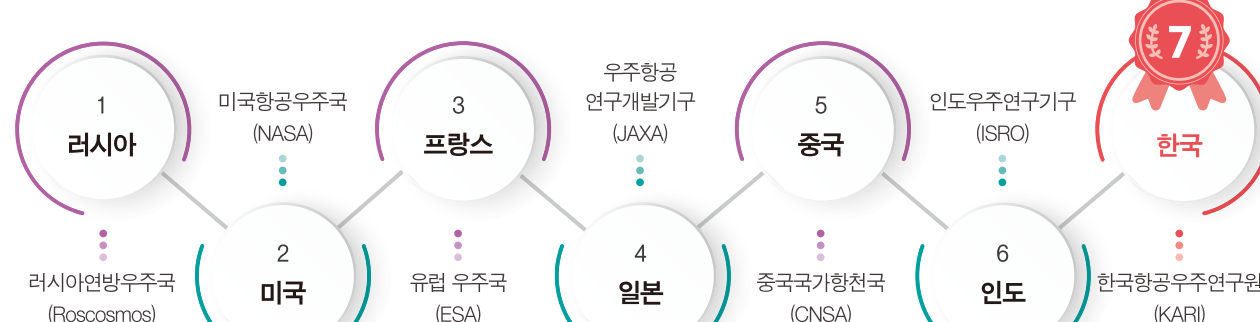 1
러시아
러시아연방우주국
(Roscosmos)
미국항공우주국
(NASA)
2
미국
3
프랑스
유럽 우주국
(ESA)
우주항공
연구개발기구
(JAXA)
4
일본
5
중국
중국국가항천국
(CNSA)
인도우주연구기구
(ISRO)
6
인도
7
한국
한국항공우주연구원
(KARI)